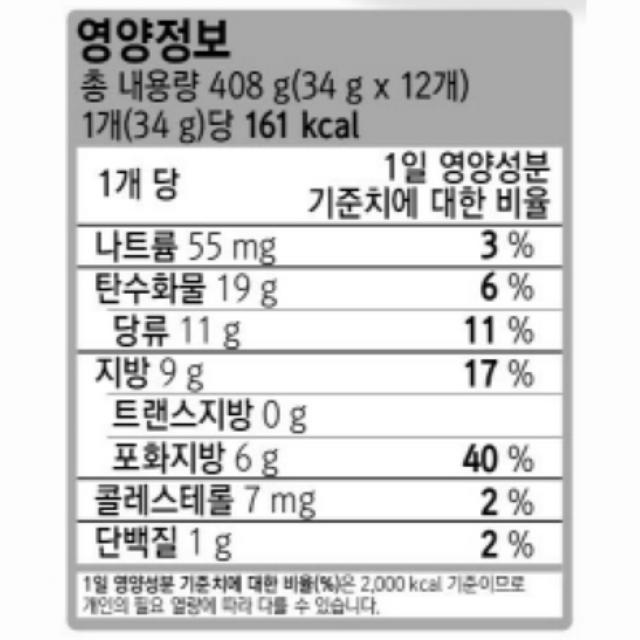 영양정보
총 내용량 408 g(34 g x 12개)
1개(34 g)당 161 kcal
1개 당 1일 영양성분 기준치에 대한 비율
나트륨 55 mg 3 %
탄수화물 19 g 6 %
당류 11 g 11 %
지방 9 g 17 %
트랜스지방 0 g
포화지방 6 g 40 %
콜레스테롤 7 mg 2 %
단백질 1 g 2 %
1일 영양성분 기준치에 대한 비율(%)은 2,000 kcal 기준이므로
개인의 필요 열량에 따라 다를 수 있습니다.